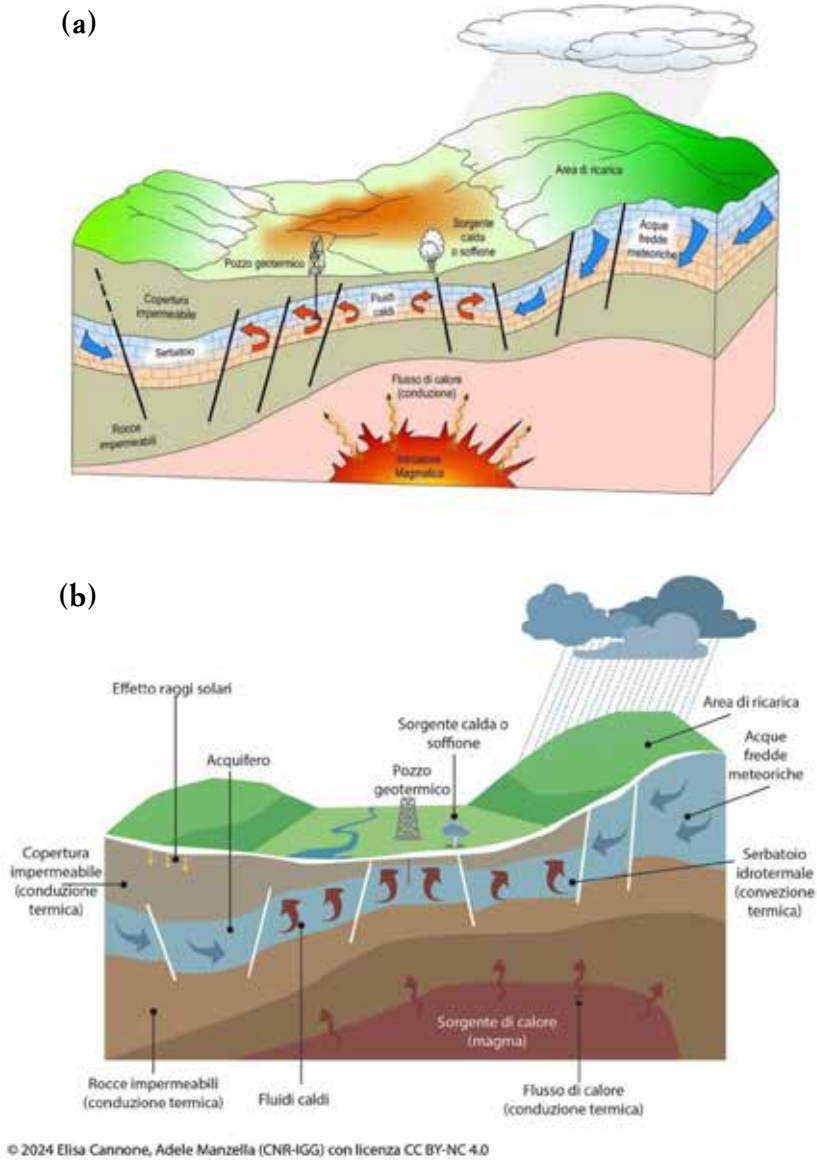 (a)
Area di ricarica
Sorgente
calda
o soffione
Acque
fredde
meteoriche
Pozzo geotermico
Copertura
impermeabile
Fluidi
caldi
Serbatoio
Flusso di calore
(conduzione)
Rocce
impermeabili
Intrusione
Magmatica
(b)
Effetto raggi solari
Area di ricarica
Sorgente calda o
soffione
Acquifero
Acque
fredde
meteoriche
Pozzo
geotermico
Copertura
impermeabile
(conduzione
termica)
Serbatoio
idrotermale
(convezione
termica)
Sorgente di calore
(magma)
Rocce impermeabili
(conduzione termica)
Fluidi caldi
Flusso di calore
(conduzione termica)
© 2024 Elisa Cannone, Adele Manzella (CNR-IGG) con licenza CC BY-NC 4.0